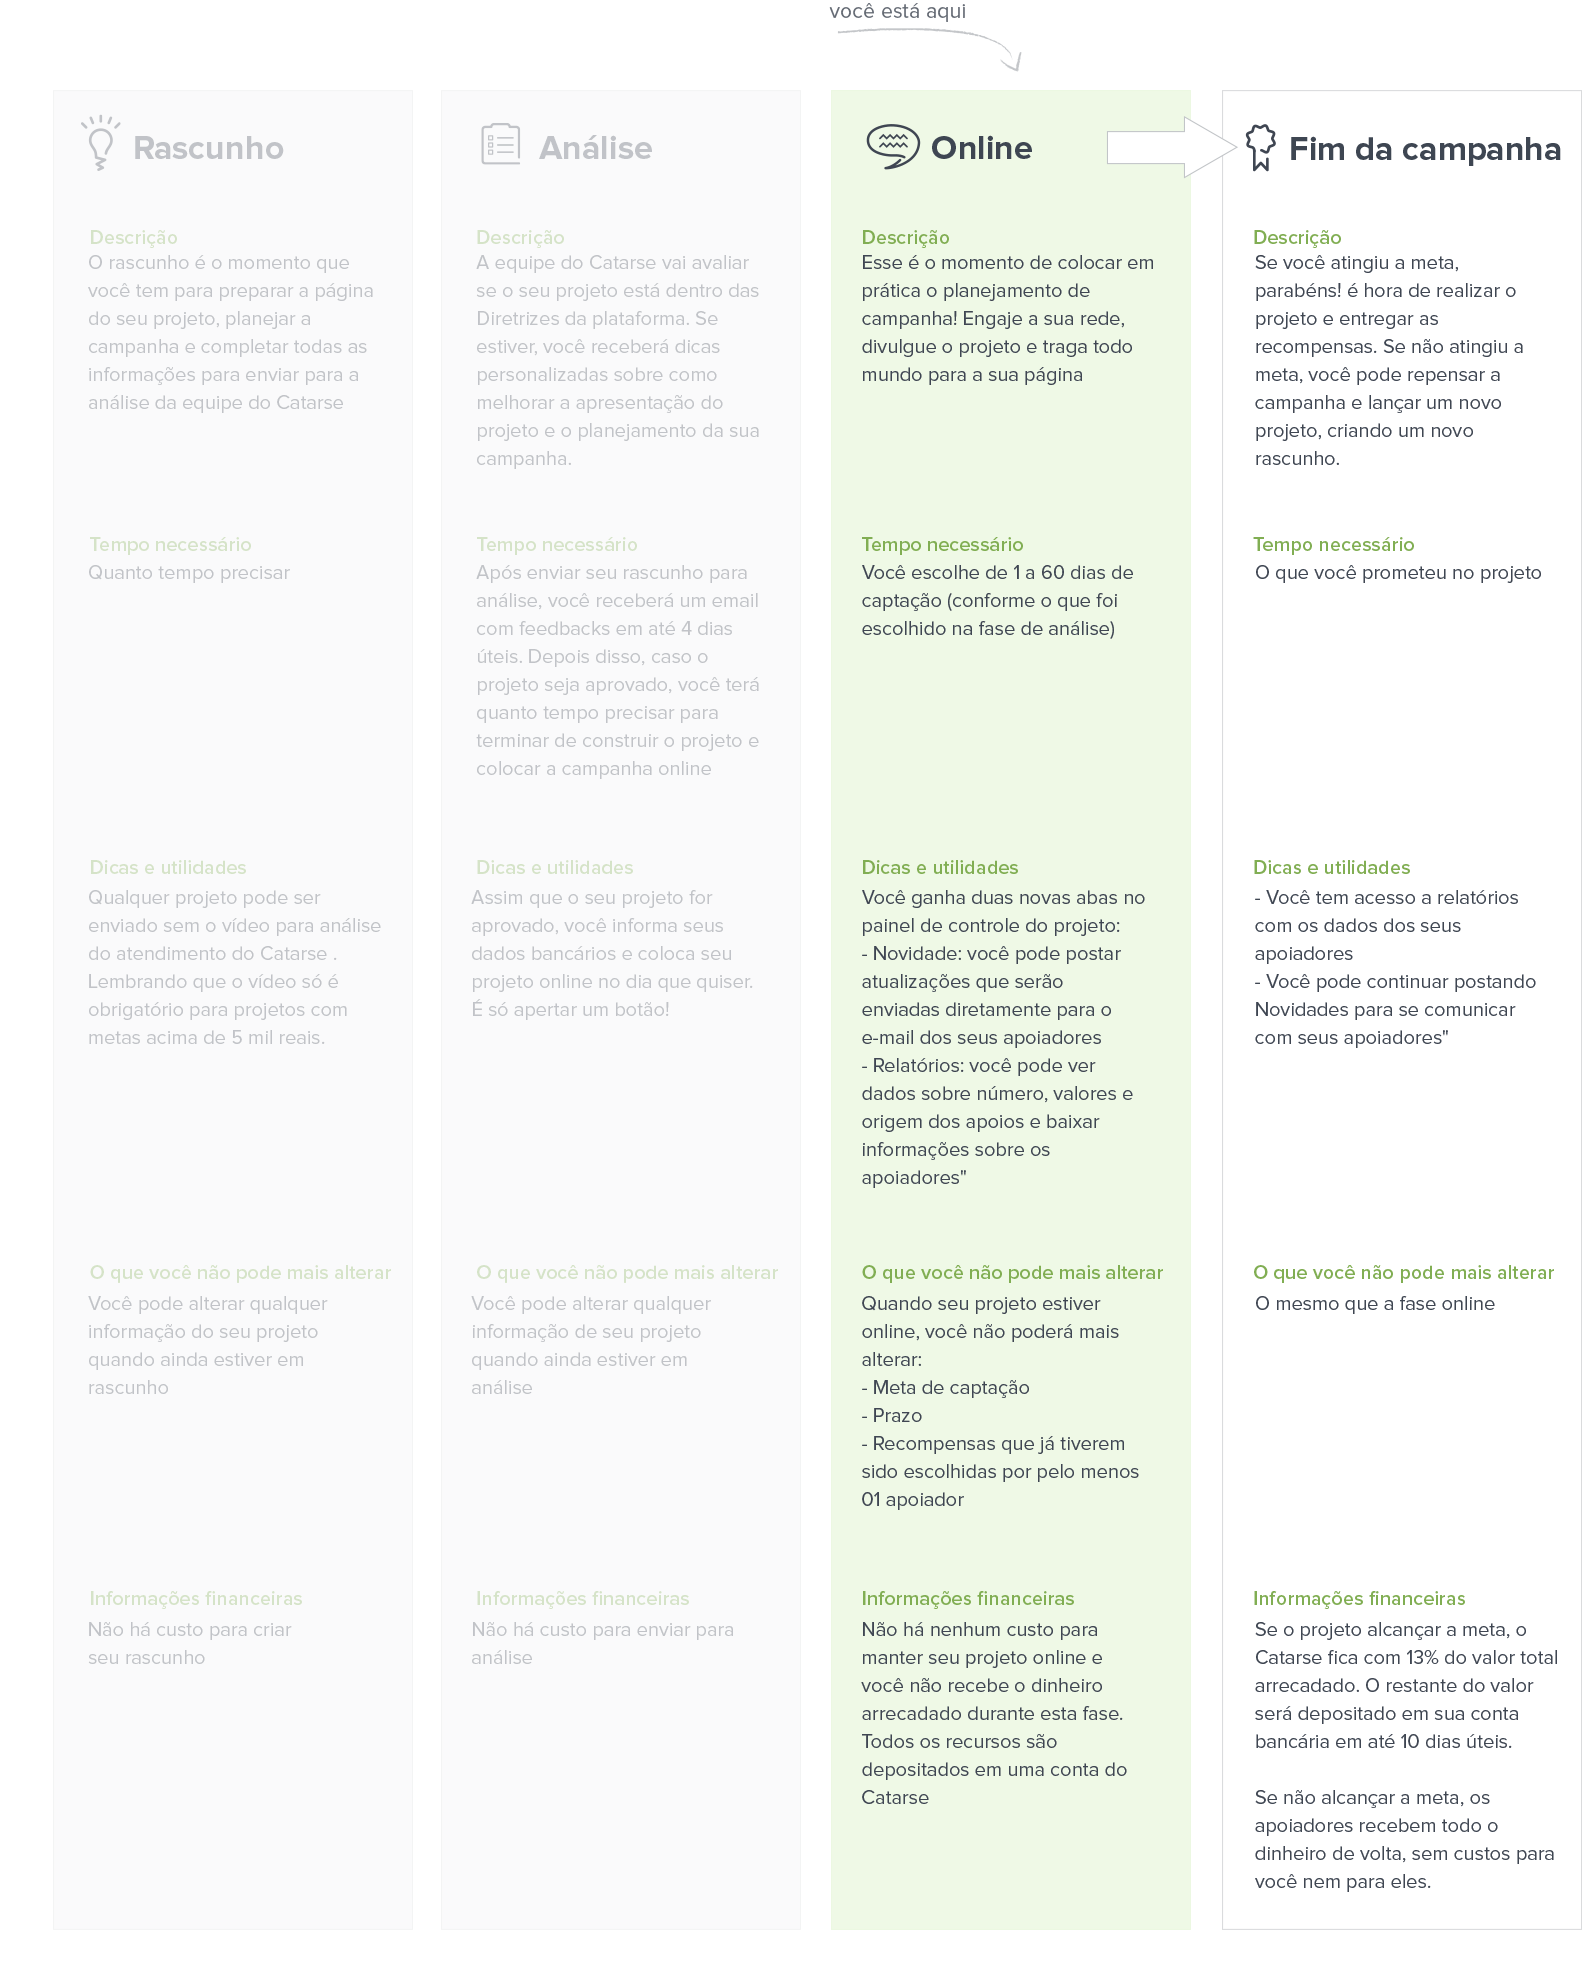 você está aqui
Rascunho
Descrição
O rascunho é o momento que
você tem para preparar a página
do seu projeto, planejar a
campanha e completar todas as
informações para enviar para a
análise da equipe do Catarse
Tempo necessário
Quanto tempo precisar
Dicas e utilidades
Qualquer projeto pode ser
enviado sem o vídeo para análise
do atendimento do Catarse .
Lembrando que o vídeo só é
obrigatório para projetos com
metas acima de 5 mil reais.
O que você não pode mais alterar
Você pode alterar qualquer
informação do seu projeto
quando ainda estiver em
rascunho
Informações financeiras
Não há custo para criar
seu rascunho
Análise
Descrição
A equipe do Catarse vai avaliar
se o seu projeto está dentro das
Diretrizes da plataforma. Se
estiver, você receberá dicas
personalizadas sobre como
melhorar a apresentação do
projeto e o planejamento da sua
campanha.
Tempo necessário
Após enviar seu rascunho para
análise, você receberá um email
com feedbacks em até 4 dias
úteis. Depois disso, caso o
projeto seja aprovado, você terá
quanto tempo precisar para
terminar de construir o projeto e
colocar a campanha online
Dicas e utilidades
Assim que o seu projeto for
aprovado, você informa seus
dados bancários e coloca seu
projeto online no dia que quiser.
É só apertar um botão!
O que você não pode mais alterar
Você pode alterar qualquer
informação de seu projeto
quando ainda estiver em
análise
Informações financeiras
Não há custo para enviar para
análise
Online
Descrição
Esse é o momento de colocar em
prática o planejamento de
campanha! Engaje a sua rede,
divulgue o projeto e traga todo
mundo para a sua página
Tempo necessário
Você escolhe de 1 a 60 dias de
captação (conforme o que foi
escolhido na fase de análise)
Dicas e utilidades
Você ganha duas novas abas no
painel de controle do projeto:
- Novidade: você pode postar
atualizações que serão
enviadas diretamente para o
e-mail dos seus apoiadores
- Relatórios: você pode ver
dados sobre número, valores e
origem dos apoios e baixar
informações sobre os
apoiadores"
O que você não pode mais alterar
Quando seu projeto estiver
online, você não poderá mais
alterar:
- Meta de captação
- Prazo
- Recompensas que já tiverem
sido escolhidas por pelo menos
01 apoiador
Informações financeiras
Não há nenhum custo para
manter seu projeto online e
você não recebe o dinheiro
arrecadado durante esta fase.
Todos os recursos são
depositados em uma conta do
Catarse
Fim da campanha
Descrição
Se você atingiu a meta,
parabéns! é hora de realizar o
projeto e entregar as
recompensas. Se não atingiu a
meta, você pode repensar a
campanha e lançar um novo
projeto, criando um novo
rascunho.
Tempo necessário
O que você prometeu no projeto
Dicas e utilidades
- Você tem acesso a relatórios
com os dados dos seus
apoiadores
- Você pode continuar postando
Novidades para se comunicar
com seus apoiadores"
O que você não pode mais alterar
O mesmo que a fase online
Informações financeiras
Se o projeto alcançar a meta, o
Catarse fica com 13% do valor total
arrecadado. O restante do valor
será depositado em sua conta
bancária em até 10 dias úteis.
Se não alcançar a meta, os
apoiadores recebem todo o
dinheiro de volta, sem custos para
você nem para eles.